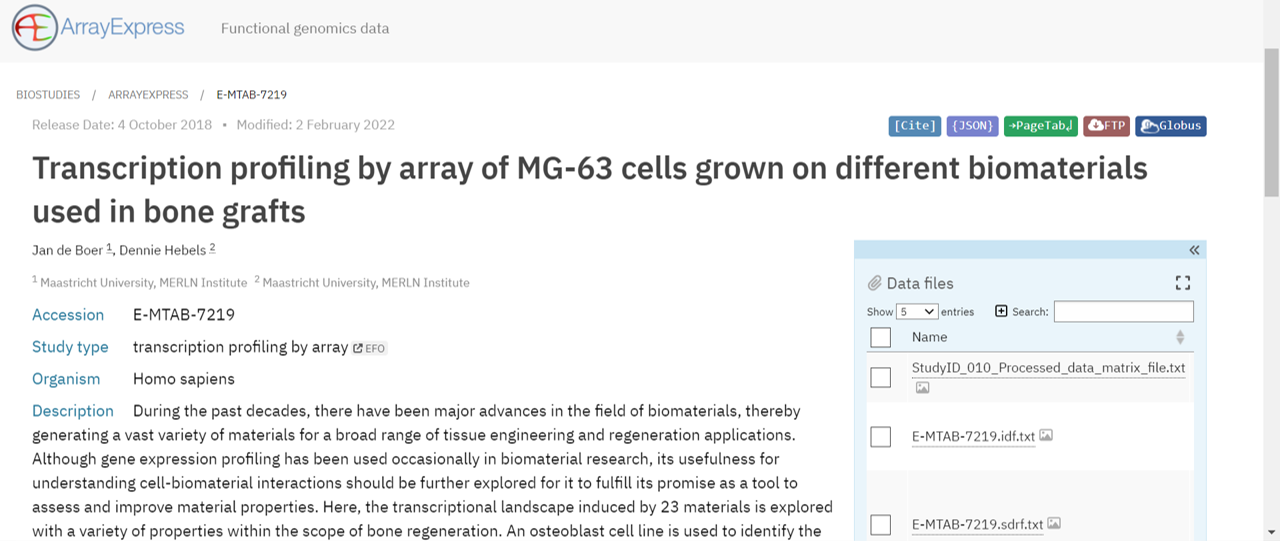 ArrayExpress
Functional genomics data
BIOSTUDIES / ARRAYEXPRESS / E-MTAB-7219
Release Date: 4 October 2018 • Modified: 2 February 2022
[Cite] {JSON} PageTab FTP Globus
Transcription profiling by array of MG-63 cells grown on different biomaterials
used in bone grafts
Jan de Boer 1, Dennie Hebels 2
1 Maastricht University, MERLN Institute 2 Maastricht University, MERLN Institute
Accession E-MTAB-7219
Study type transcription profiling by array EFO
Organism Homo sapiens
Description During the past decades, there have been major advances in the field of biomaterials, thereby
generating a vast variety of materials for a broad range of tissue engineering and regeneration applications.
Although gene expression profiling has been used occasionally in biomaterial research, its usefulness for
understanding cell-biomaterial interactions should be further explored for it to fulfill its promise as a tool to
assess and improve material properties. Here, the transcriptional landscape induced by 23 materials is explored
with a variety of properties within the scope of bone regeneration. An osteoblast cell line is used to identify the
Data files
Show 5 entries Search:
Name
StudyID_010_Processed_data_matrix_file.txt
E-MTAB-7219.idf.txt
E-MTAB-7219.sdrf.txt